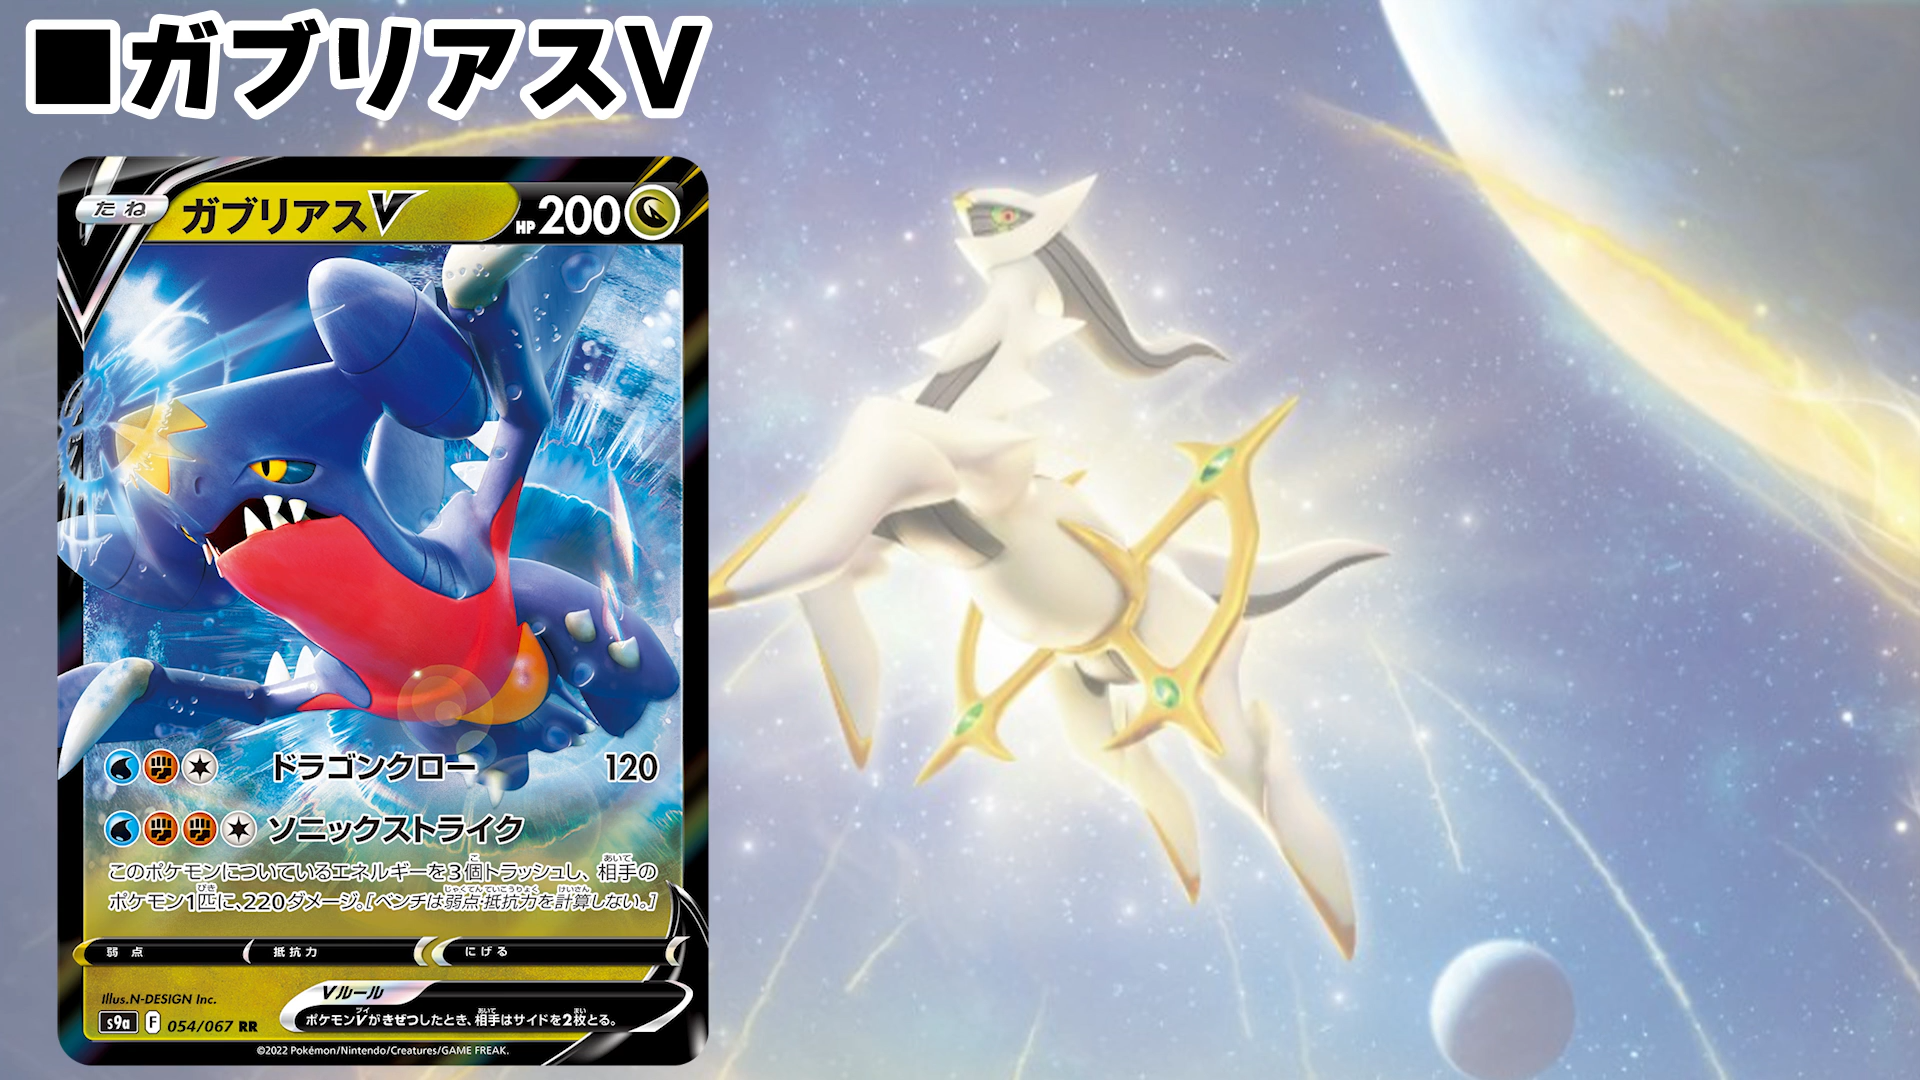 ■ガブリアスV
たね ガブリアスV HP200
ドラゴンクロー 120
ソニックストライク
このポケモンについているエネルギーを3個トラッシュし、相手の
ポケモン1匹に、220ダメージ。[ベンチは弱点・抵抗力を計算しない。]
弱点 抵抗力 にげる
Illus.N-DESIGN Inc.
Vルール
s9a F 054/067 RR
ポケモンVがきぜつしたとき、相手はサイドを2枚とる。
©2022 Pokémon/Nintendo/Creatures/GAME FREAK.